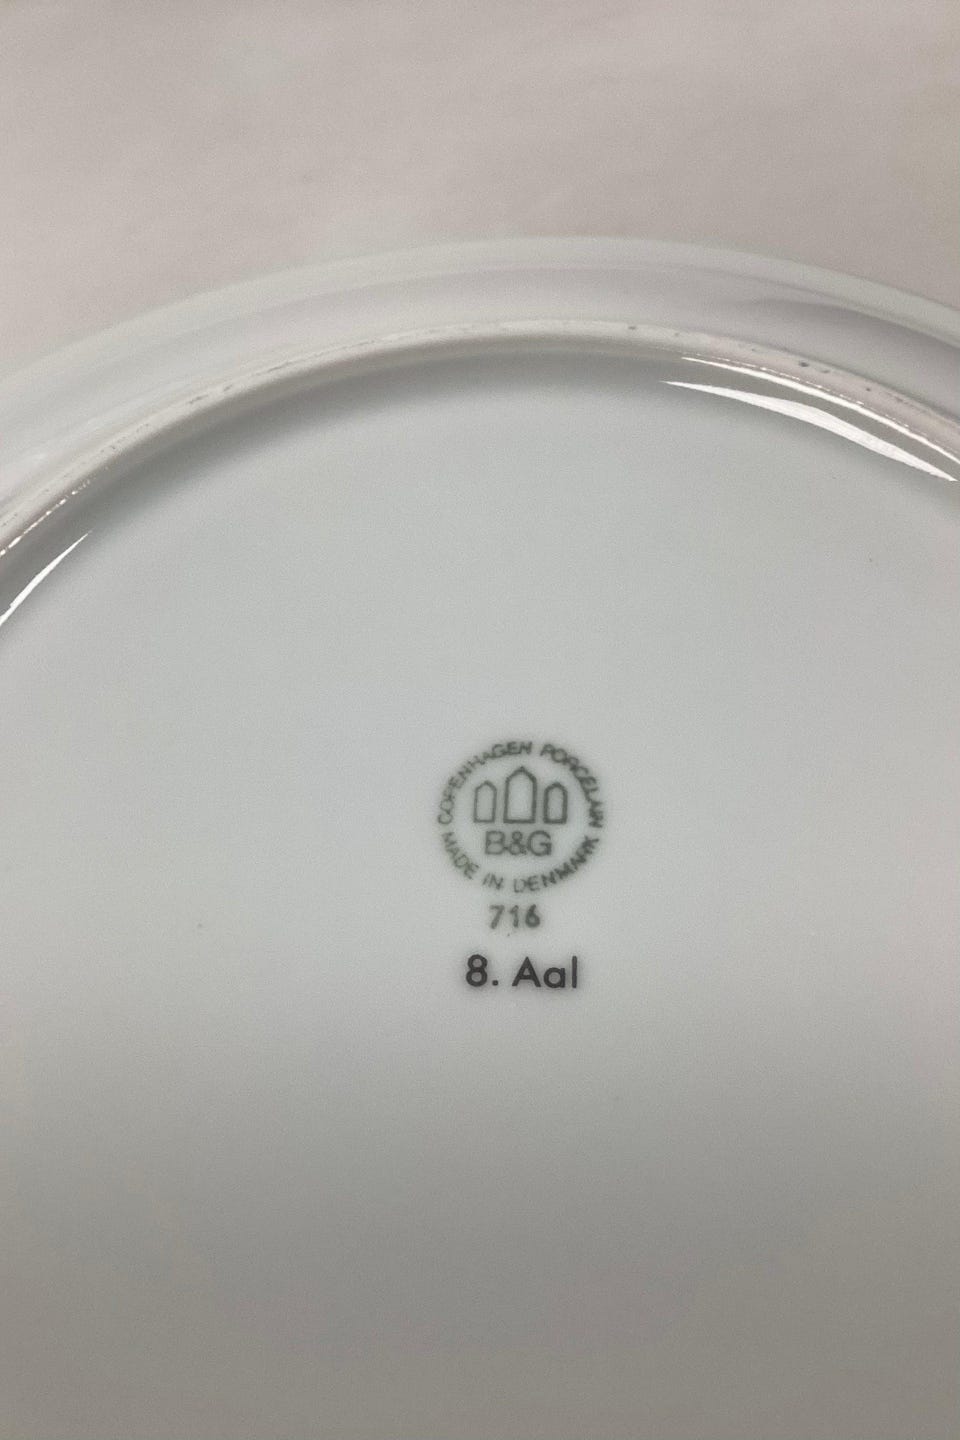 COPENHAGEN PORCELAIN
B&G
MADE IN DENMARK
716
8. Aal